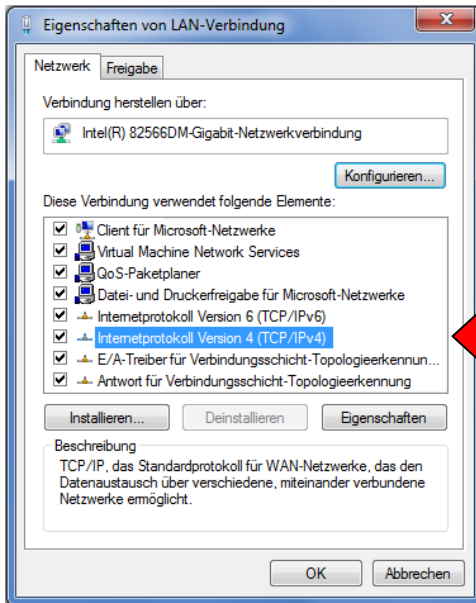 Eigenschaften von LAN-Verbindung
Netzwerk Freigabe
Verbindung herstellen über:
Intel(R) 82566DM-Gigabit-Netzwerkverbindung
Konfigurieren...
Diese Verbindung verwendet folgende Elemente:
Client für Microsoft-Netzwerke
Virtual Machine Network Services
QoS-Paketplaner
Datei- und Druckerfreigabe für Microsoft-Netzwerke
Internetprotokoll Version 6 (TCP/IPv6)
Internetprotokoll Version 4 (TCP/IPv4)
E/A-Treiber für Verbindungsschicht-Topologieerkennun...
Antwort für Verbindungsschicht-Topologieerkennung
Installieren... Deinstallieren Eigenschaften
Beschreibung
TCP/IP, das Standardprotokoll für WAN-Netzwerke, das den
Datenaustausch über verschiedene, miteinander verbundene
Netzwerke ermöglicht.
OK Abbrechen